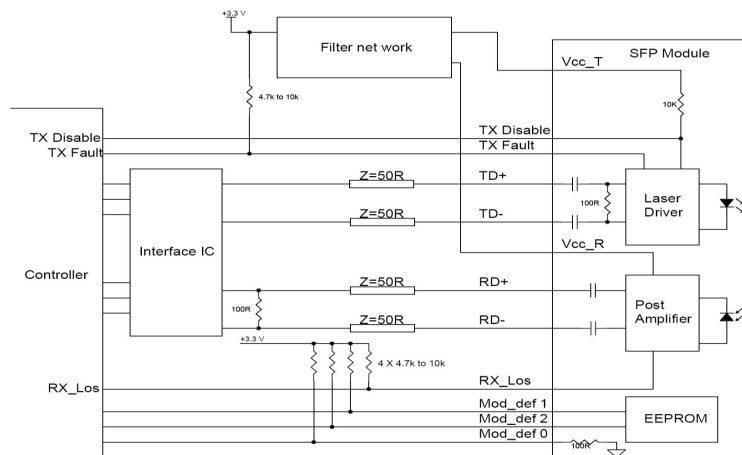 +3.3 V
Filter net work
SFP Module
Vcc_T
4.7k to 10k
10K
TX Disable
TX Disable
TX Fault
TX Fault
Z=50R
TD+
100R
Laser
Driver
Z=50R
TD-
Interface IC
Vcc_R
Controller
Z=50R
RD+
100R
Post
Amplifier
Z=50R
RD-
+3.3 V
4 X 4.7k to 10k
RX_Los
RX_Los
Mod_def 1
Mod_def 2
EEPROM
Mod_def 0
100R